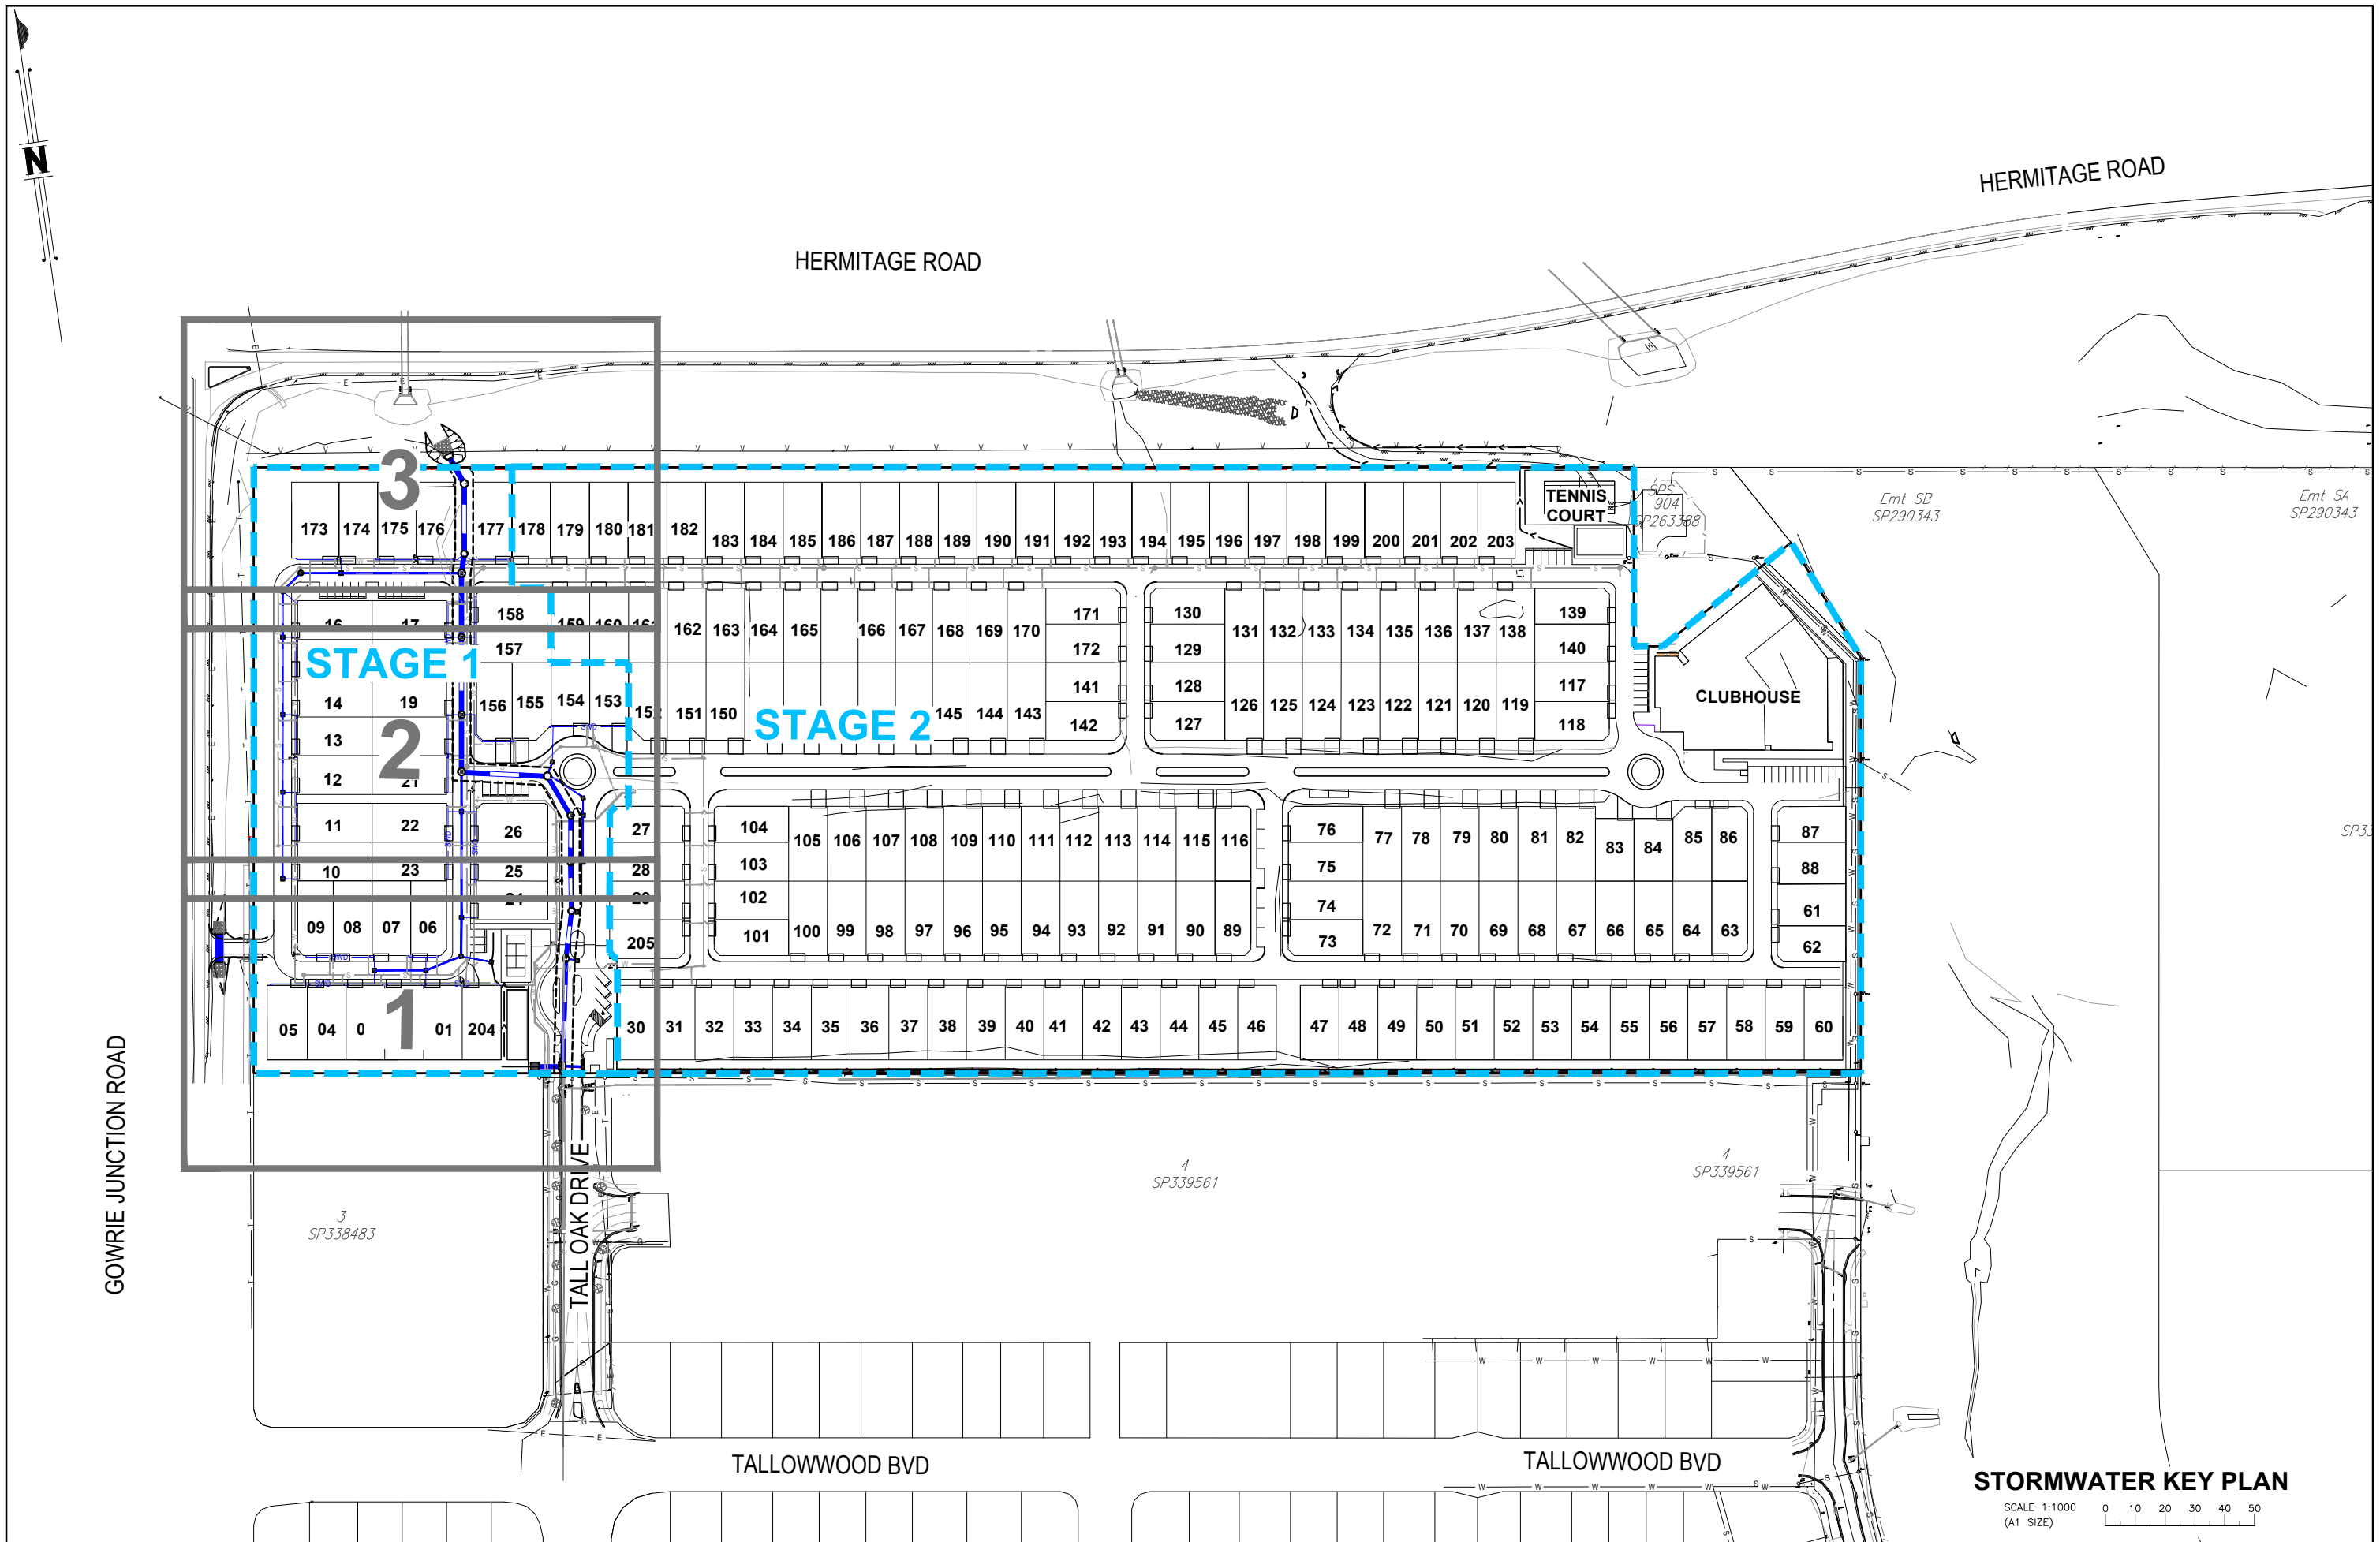 N
HERMITAGE ROAD
HERMITAGE ROAD
3
173 174 175 176 177 178 179 180 181 182 183 184 185 186 187 188 189 190 191 192 193 194 195 196 197 198 199 200 201 202 203
TENNIS
COURT
SPS
904
SP263388
Emt SB
SP290343
Emt SA
SP290343
16 17 158 159 160 161 162 163 164 165 166 167 168 169 170 171 130 131 132 133 134 135 136 137 138 139
157 172 129 140
STAGE 1
14 19 156 155 154 153 152 151 150 145 144 143 141 128 126 125 124 123 122 121 120 119 117
STAGE 2
142 127 118
CLUBHOUSE
13
2
12 21
11 22 26 27 104 105 106 107 108 109 110 111 112 113 114 115 116 76 77 78 79 80 81 82 83 84 85 86 87
10 23 25 28 103 75 88
24 29 102 74 61
09 08 07 06 205 101 100 99 98 97 96 95 94 93 92 91 90 89 73 72 71 70 69 68 67 66 65 64 63 62
1
05 04 01 204 30 31 32 33 34 35 36 37 38 39 40 41 42 43 44 45 46 47 48 49 50 51 52 53 54 55 56 57 58 59 60
GOWRIE JUNCTION ROAD
TALL OAK DRIVE
3
SP338483
4
SP339561
4
SP339561
TALLOWWOOD BVD
TALLOWWOOD BVD
STORMWATER KEY PLAN
SCALE 1:1000
(A1 SIZE)
0 10 20 30 40 50